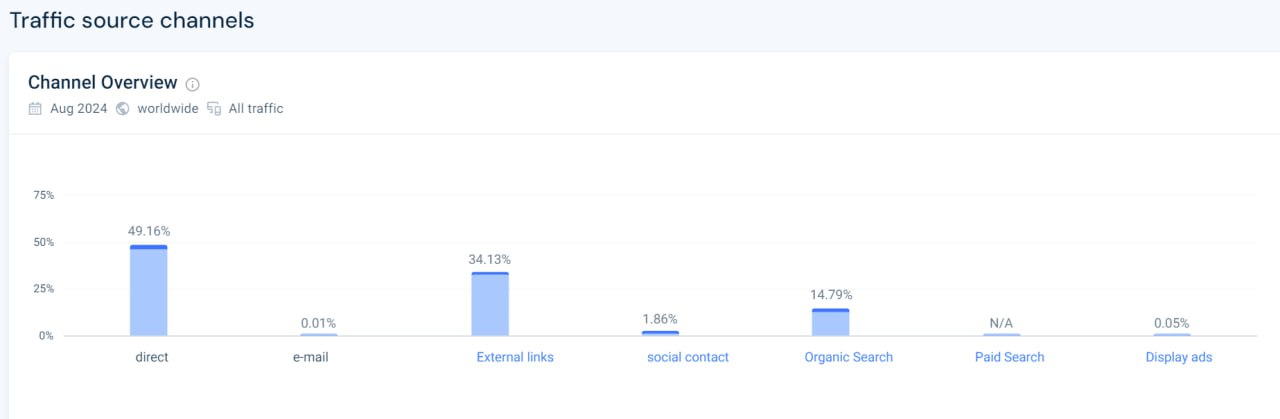 Traffic source channels
Channel Overview
Aug 2024 worldwide All traffic
75%
50%
25%
0%
49.16%
0.01%
34.13%
1.86%
14.79%
N/A
0.05%
direct
e-mail
External links
social contact
Organic Search
Paid Search
Display ads